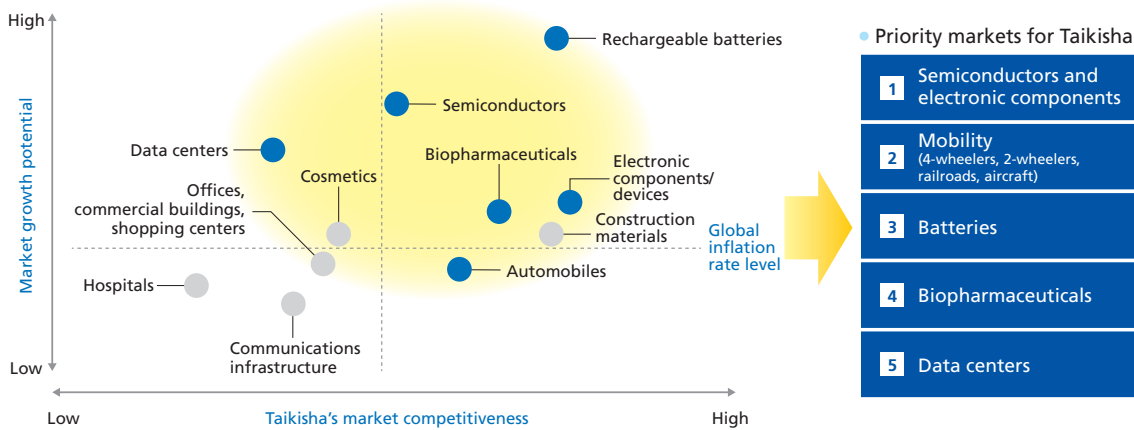 High
Market growth potential
Low
Rechargeable batteries
Semiconductors
Data centers
Biopharmaceuticals
Electronic
components/
devices
Cosmetics
Offices,
commercial buildings,
shopping centers
Construction
materials
Global
inflation
rate level
Automobiles
Hospitals
Communications
infrastructure
Low
Taikisha's market competitiveness
High
Priority markets for Taikisha
1 Semiconductors and
electronic components
2 Mobility
(4-wheelers, 2-wheelers,
railroads, aircraft)
3 Batteries
4 Biopharmaceuticals
5 Data centers